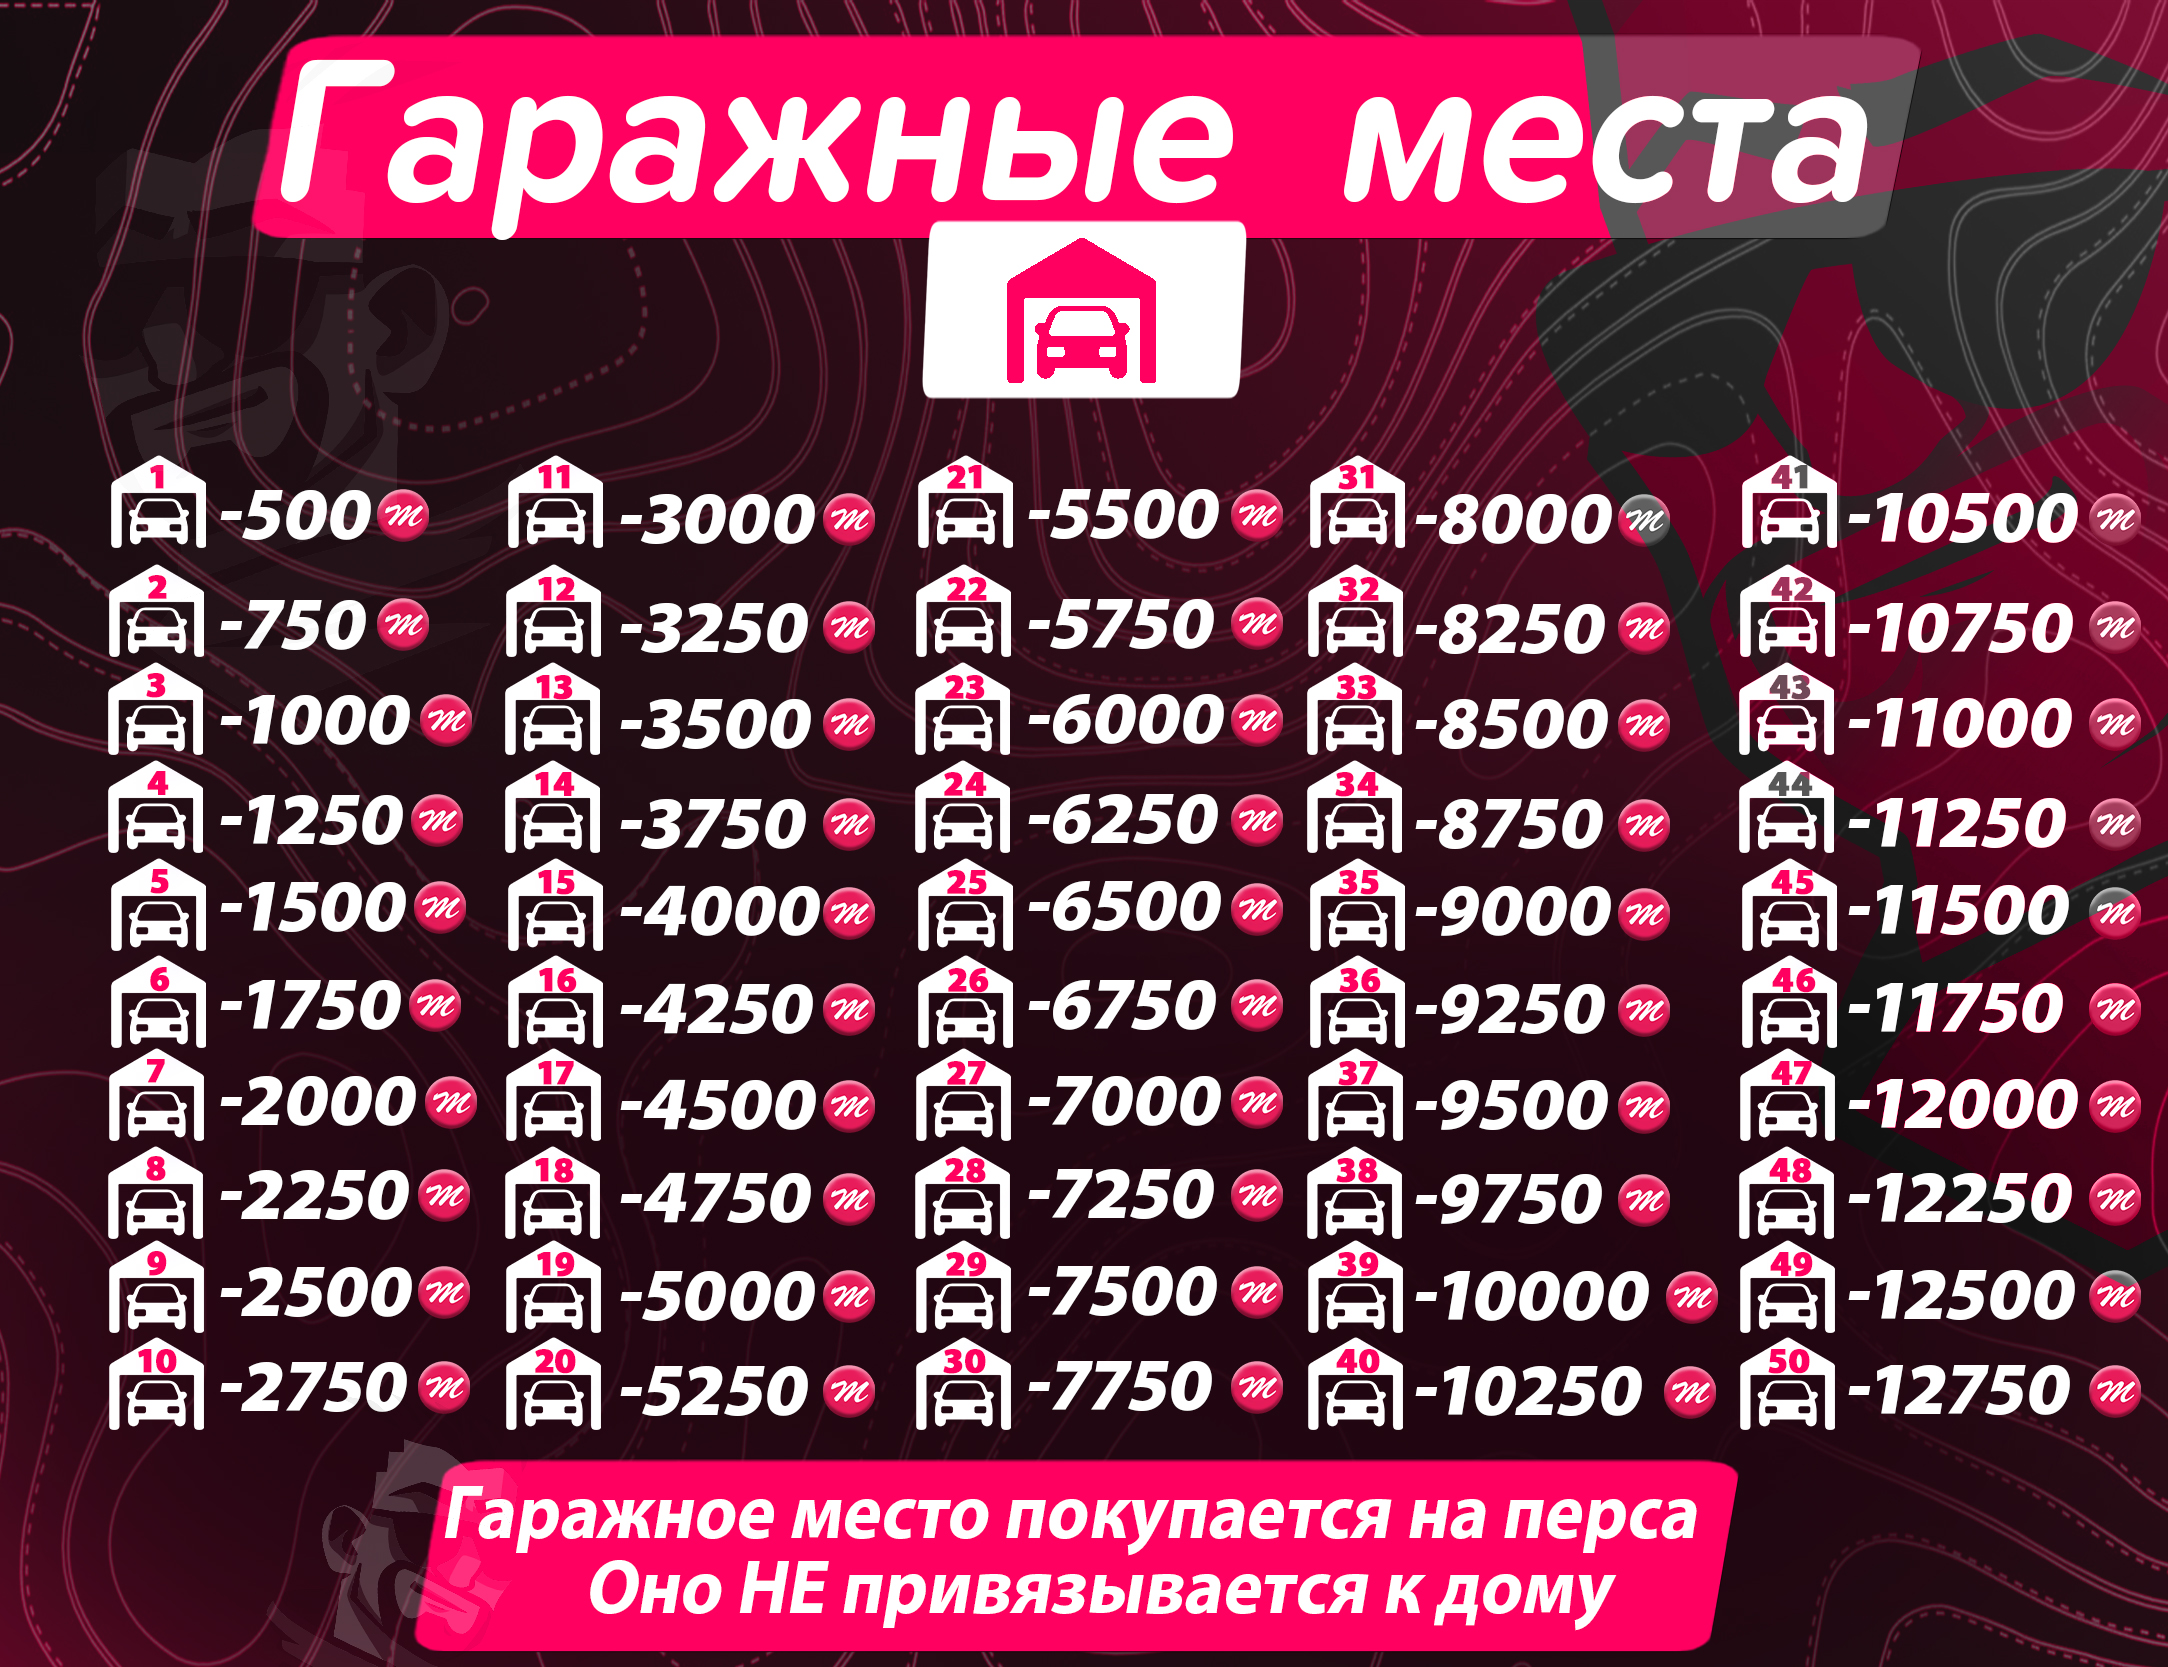 Гаражные места
1 -500 m 11 -3000 m 21 -5500 m 31 -8000 m 41 -10500 m
2 -750 m 12 -3250 m 22 -5750 m 32 -8250 m 42 -10750 m
3 -1000 m 13 -3500 m 23 -6000 m 33 -8500 m 43 -11000 m
4 -1250 m 14 -3750 m 24 -6250 m 34 -8750 m 44 -11250 m
5 -1500 m 15 -4000 m 25 -6500 m 35 -9000 m 45 -11500 m
6 -1750 m 16 -4250 m 26 -6750 m 36 -9250 m 46 -11750 m
7 -2000 m 17 -4500 m 27 -7000 m 37 -9500 m 47 -12000 m
8 -2250 m 18 -4750 m 28 -7250 m 38 -9750 m 48 -12250 m
9 -2500 m 19 -5000 m 29 -7500 m 39 -10000 m 49 -12500 m
10 -2750 m 20 -5250 m 30 -7750 m 40 -10250 m 50 -12750 m
Гаражное место покупается на перса
Оно НЕ привязывается к дому